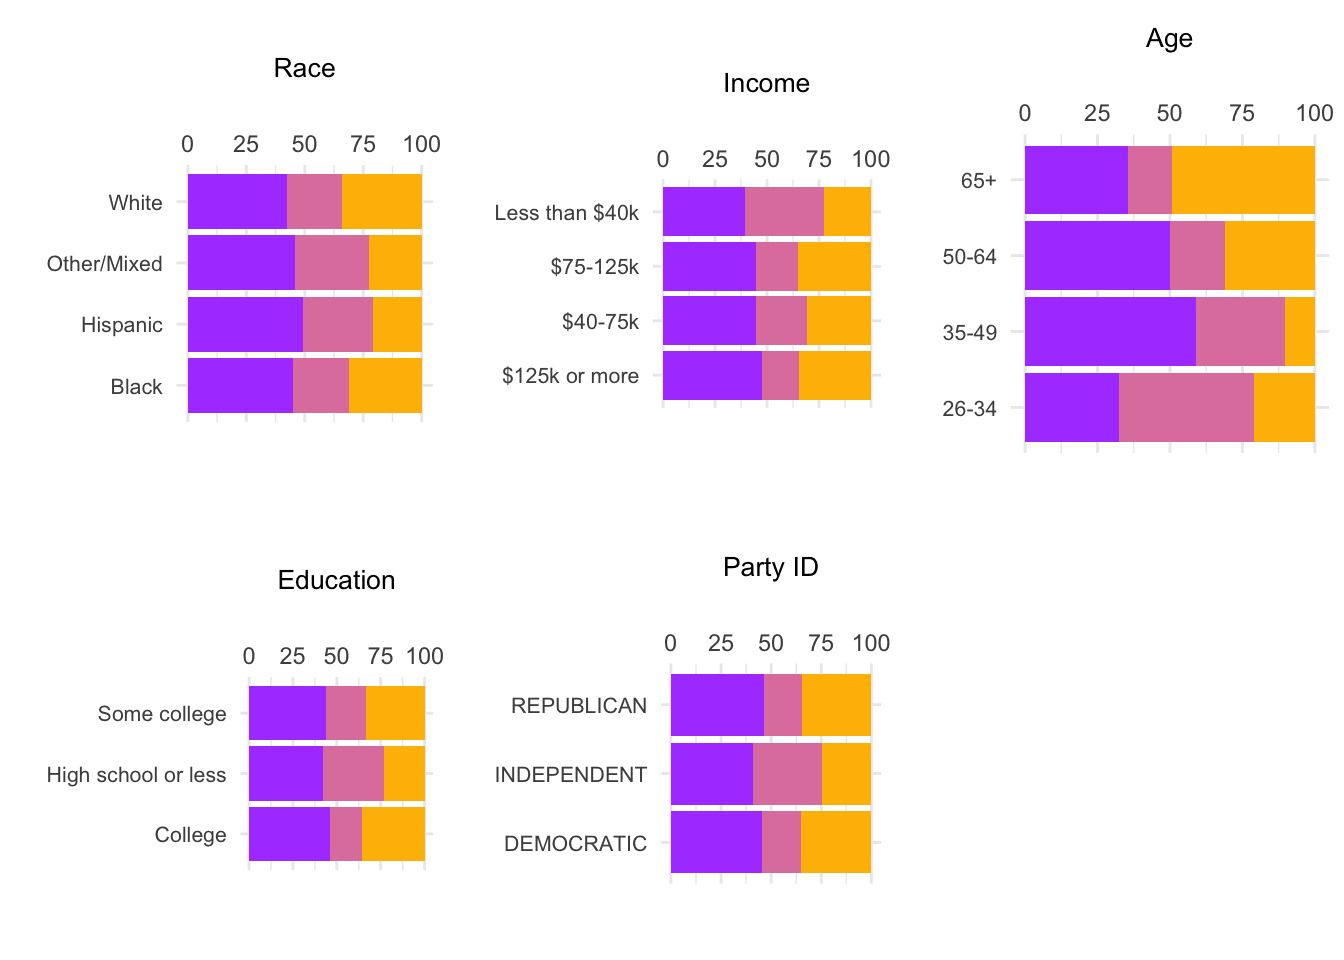 Race
0 25 50 75 100
White
Other/Mixed
Hispanic
Black
Income
0 25 50 75 100
Less than $40k
$75-125k
$40-75k
$125k or more
Age
0 25 50 75 100
65+
50-64
35-49
26-34
Education
0 25 50 75 100
Some college
High school or less
College
Party ID
0 25 50 75 100
REPUBLICAN
INDEPENDENT
DEMOCRATIC